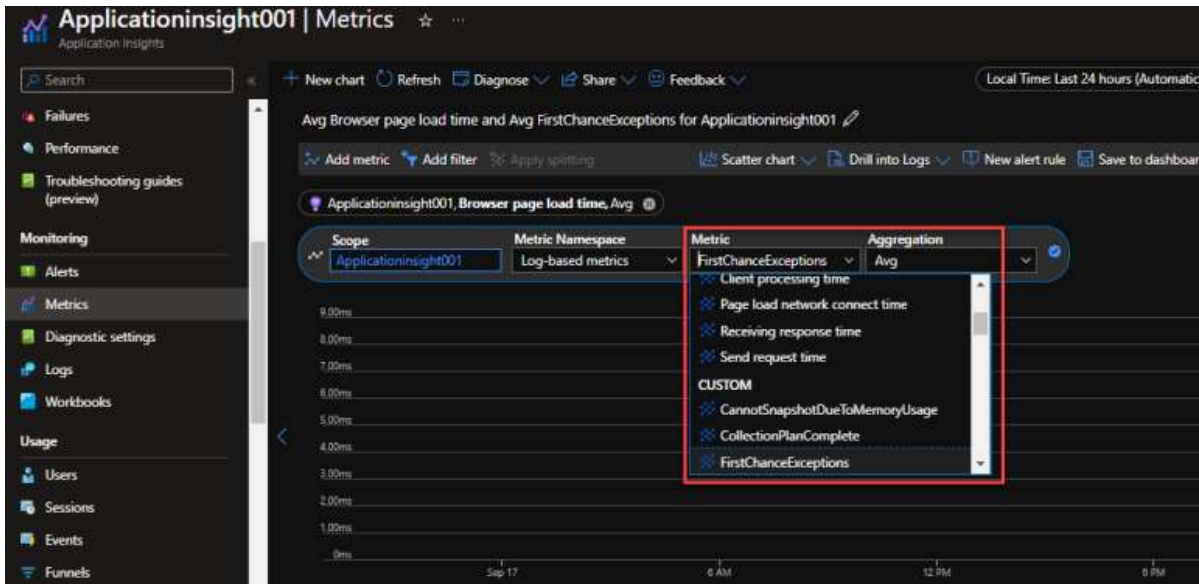 Applicationinsight001 | Metrics ☆ ...
Application Insights
Search
Failures
Performance
Troubleshooting guides
(preview)
Monitoring
Alerts
Metrics
Diagnostic settings
Logs
Workbooks
Usage
Users
Sessions
Events
Funnels
New chart Refresh Diagnose Share Feedback
Local Time: Last 24 hours (Automatic
Avg Browser page load time and Avg FirstChanceExceptions for Applicationinsight001
Add metric Add filter Apply splitting Scatter chart Drill into Logs New alert rule Save to dashboar
Applicationinsight001, Browser page load time, Avg
Scope Metric Namespace Metric Aggregation
Applicationinsight001 Log-based metrics FirstChanceExceptions Avg
Client processing time
Page load network connect time
Receiving response time
Send request time
CUSTOM
CannotSnapshotDueToMemoryUsage
CollectionPlanComplete
FirstChanceExceptions
9.00ms
8.00ms
7.00ms
6.00ms
5.00ms
4.00ms
3.00ms
2.00ms
1.00ms
0ms
Sep 17 6 AM 12 PM 6 PM